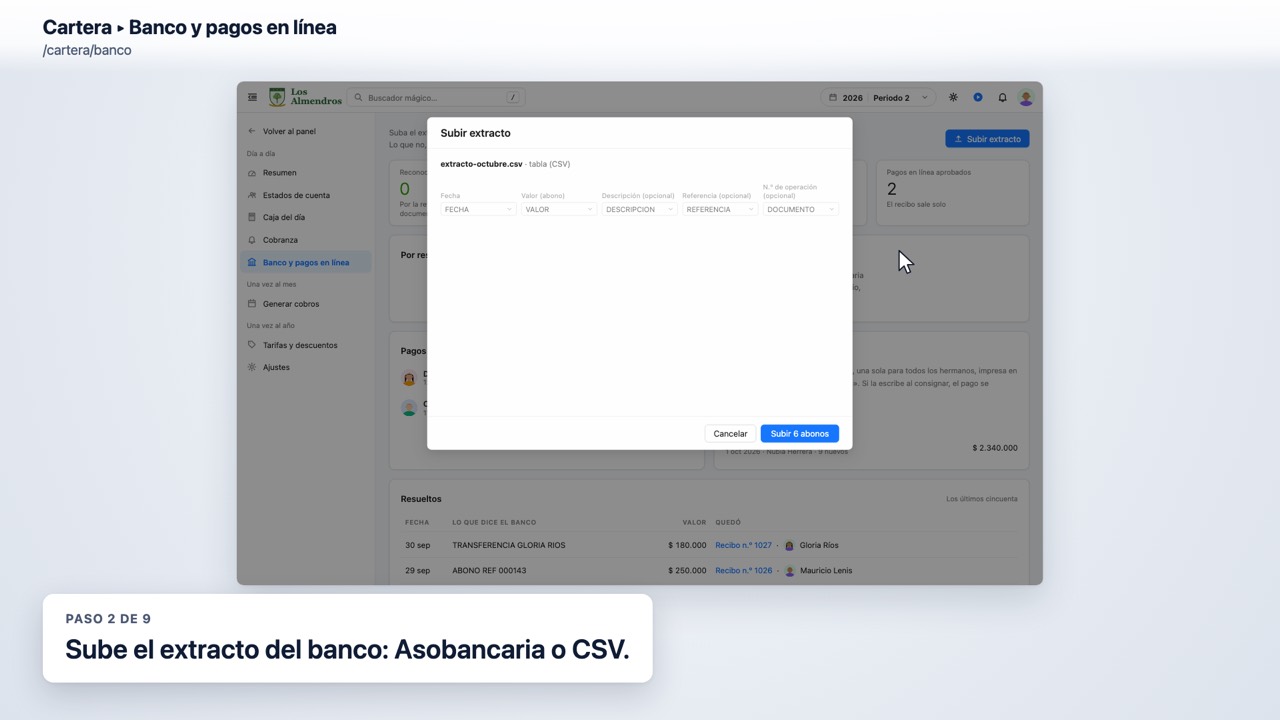 Cartera ▸ Banco y pagos en línea
/cartera/banco
Los Almendros
Buscador mágico...
/
2026
Periodo 2
Volver al panel
Día a día
Resumen
Estados de cuenta
Caja del día
Cobranza
Banco y pagos en línea
Una vez al mes
Generar cobros
Una vez al año
Tarifas y descuentos
Ajustes
Suba el
Lo que no,
Subir extracto
0
Por la
Pagos en línea aprobados
2
El recibo sale solo
Subir extracto
extracto-octubre.csv · tabla (CSV)
Fecha
Valor (abono)
Descripción (opcional)
Referencia (opcional)
N.° de operación (opcional)
FECHA
VALOR
DESCRIPCION
REFERENCIA
DOCUMENTO
Cancelar
Subir 6 abonos
Pagos
, una sola para todos los hermanos, impresa en
». Si la escribe al consignar, el pago se
1 oct 2026 · Nubia Herrera · 9 nuevos
$ 2.340.000
Resueltos
Los últimos cincuenta
FECHA
LO QUE DICE EL BANCO
VALOR
QUEDÓ
30 sep
TRANSFERENCIA GLORIA RIOS
$ 180.000
Recibo n.° 1027 ·
Gloria Ríos
29 sep
ABONO REF 000143
$ 250.000
Recibo n.° 1026 ·
Mauricio Lenis
PASO 2 DE 9
Sube el extracto del banco: Asobancaria o CSV.